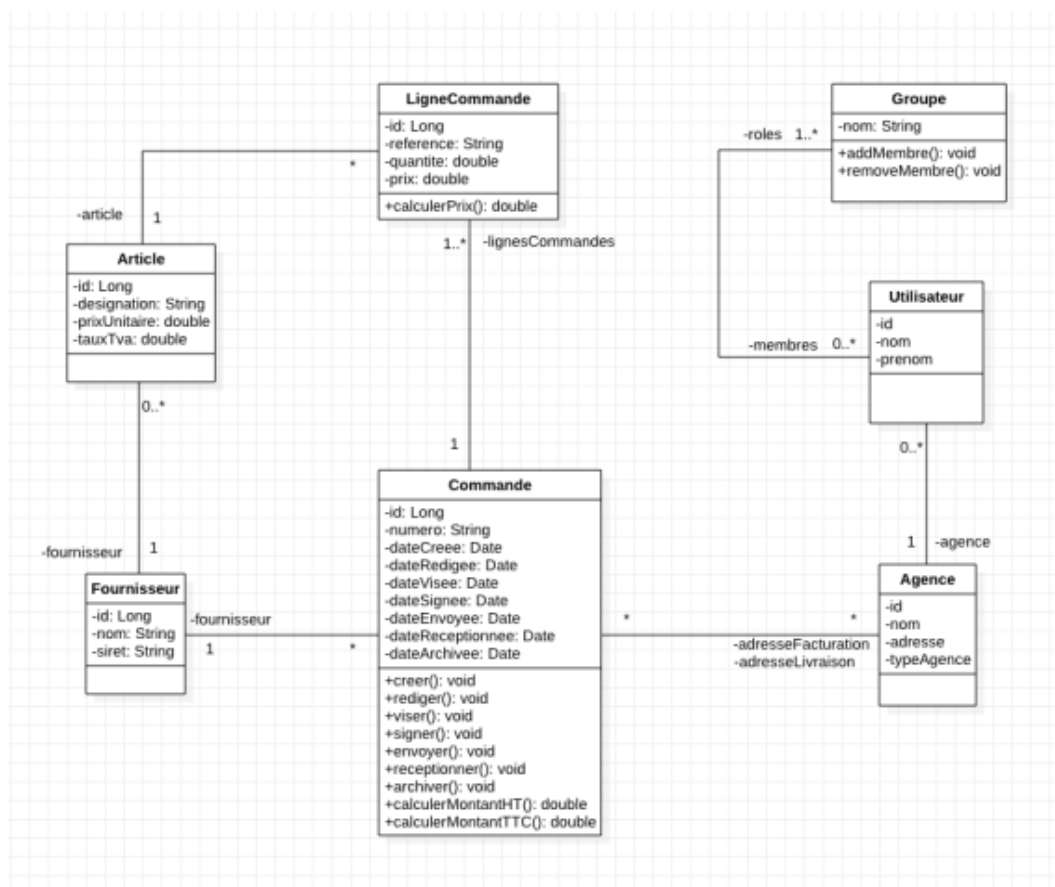 LigneCommande
-id: Long
-reference: String
-quantite: double
-prix: double
+calculerPrix(): double
Groupe
-nom: String
+addMembre(): void
+removeMembre(): void
-roles 1..*
*
-article 1
1..* -lignesCommandes
Article
-id: Long
-designation: String
-prixUnitaire: double
-tauxTva: double
Utilisateur
-id
-nom
-prenom
-membres 0..*
0..*
0..*
1
Commande
-id: Long
-numero: String
-dateCreee: Date
-dateRedigee: Date
-dateVisee: Date
-dateSignee: Date
-dateEnvoyee: Date
-dateReceptionnee: Date
-dateArchivee: Date
+creer(): void
+rediger(): void
+viser(): void
+signer(): void
+envoyer(): void
+receptionner(): void
+archiver(): void
+calculerMontantHT(): double
+calculerMontantTTC(): double
-fournisseur 1
1 -agence
Fournisseur
-id: Long
-nom: String
-siret: String
-fournisseur
1
*
*
*
-adresseFacturation
-adresseLivraison
Agence
-id
-nom
-adresse
-typeAgence